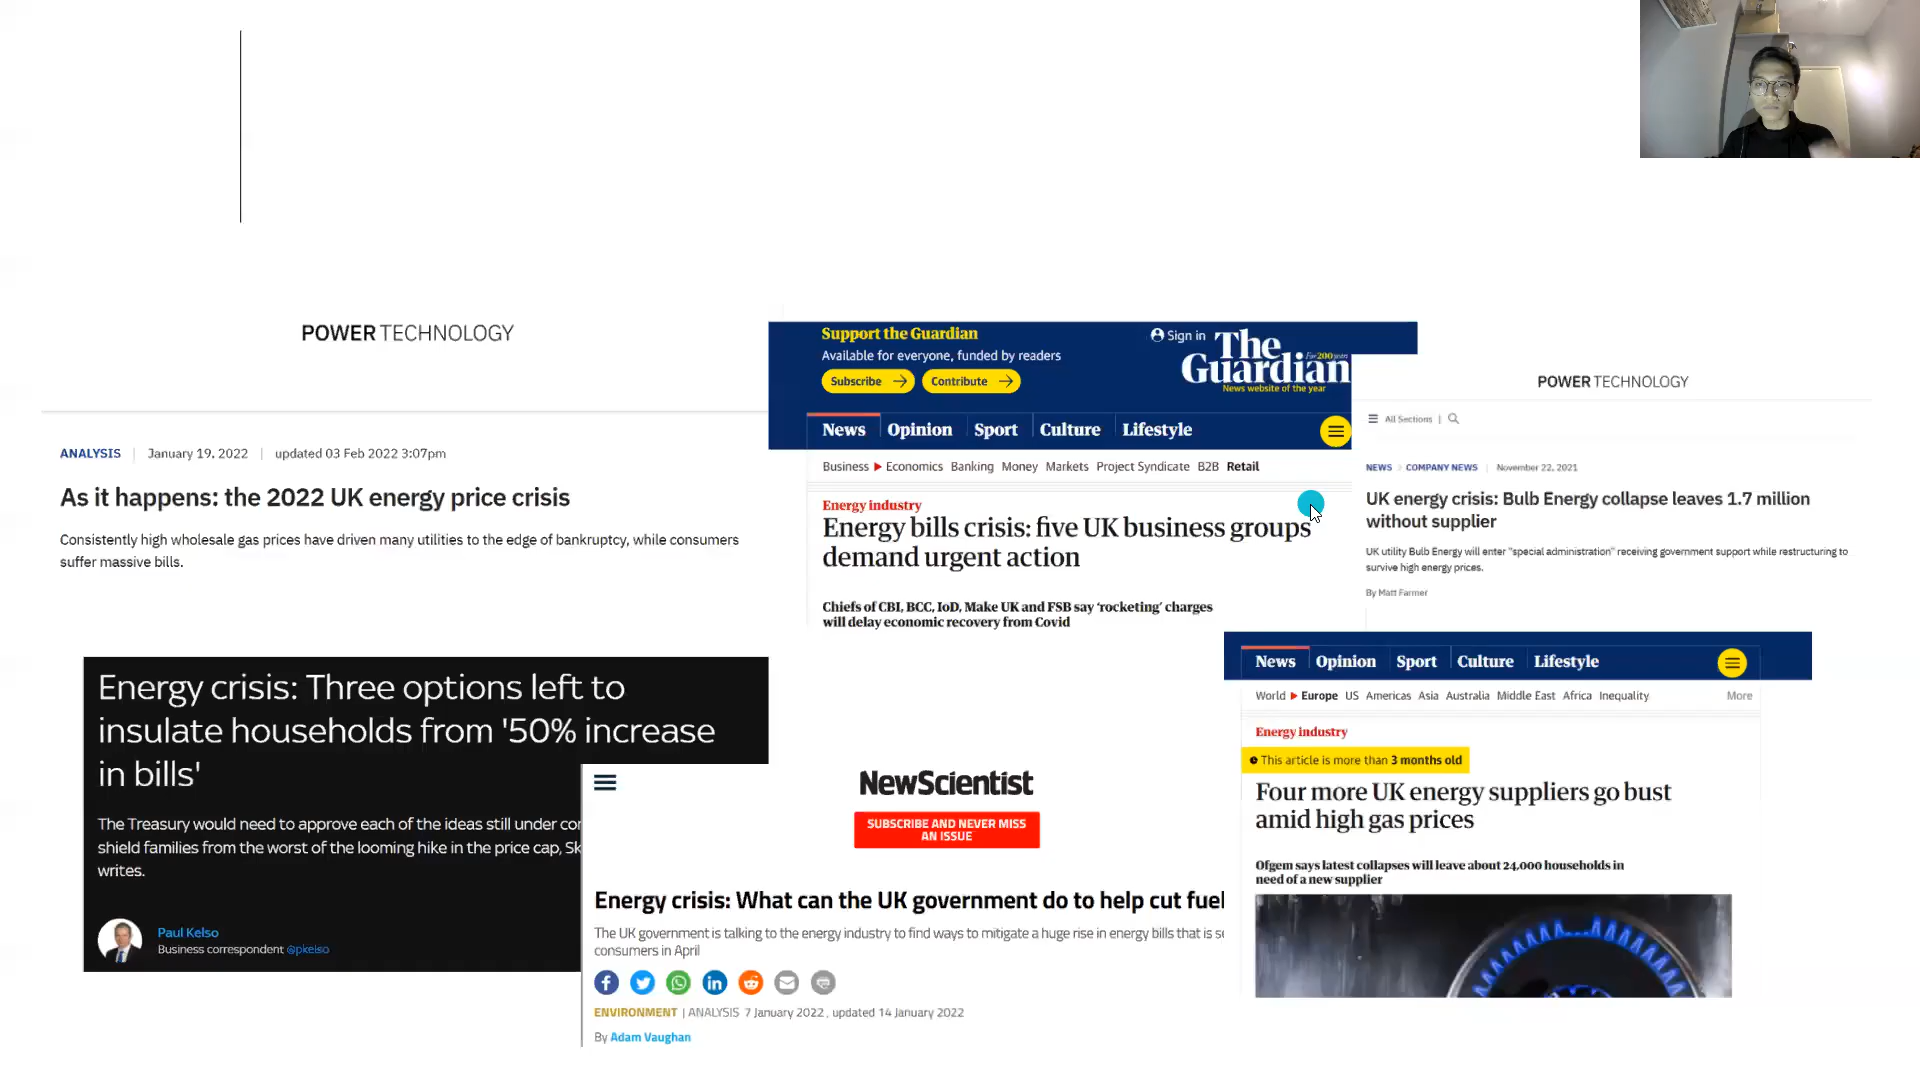 POWER TECHNOLOGY
ANALYSIS | January 19, 2022 | updated 03 Feb 2022 3:07pm
As it happens: the 2022 UK energy price crisis
Consistently high wholesale gas prices have driven many utilities to the edge of bankruptcy, while consumers
suffer massive bills.
Support the Guardian
Available for everyone, funded by readers
Subscribe → Contribute →
Sign in
The
Guardian
For 200 years
News website of the year
News Opinion Sport Culture Lifestyle
Business ▶ Economics Banking Money Markets Project Syndicate B2B Retail
Energy industry
Energy bills crisis: five UK business groups
demand urgent action
Chiefs of CBI, BCC, IoD, Make UK and FSB say ‘rocketing’ charges
will delay economic recovery from Covid
POWER TECHNOLOGY
All Sections |
NEWS > COMPANY NEWS | November 22, 2021
UK energy crisis: Bulb Energy collapse leaves 1.7 million
without supplier
UK utility Bulb Energy will enter "special administration" receiving government support while restructuring to
survive high energy prices.
By Matt Farmer
Energy crisis: Three options left to
insulate households from '50% increase
in bills'
The Treasury would need to approve each of the ideas still under con
shield families from the worst of the looming hike in the price cap, Sk
writes.
Paul Kelso
Business correspondent @pkelso
NewScientist
SUBSCRIBE AND NEVER MISS
AN ISSUE
Energy crisis: What can the UK government do to help cut fuel
The UK government is talking to the energy industry to find ways to mitigate a huge rise in energy bills that is se
consumers in April
ENVIRONMENT | ANALYSIS 7 January 2022, updated 14 January 2022
By Adam Vaughan
News Opinion Sport Culture Lifestyle
World ▶ Europe US Americas Asia Australia Middle East Africa Inequality More
Energy industry
This article is more than 3 months old
Four more UK energy suppliers go bust
amid high gas prices
Ofgem says latest collapses will leave about 24,000 households in
need of a new supplier